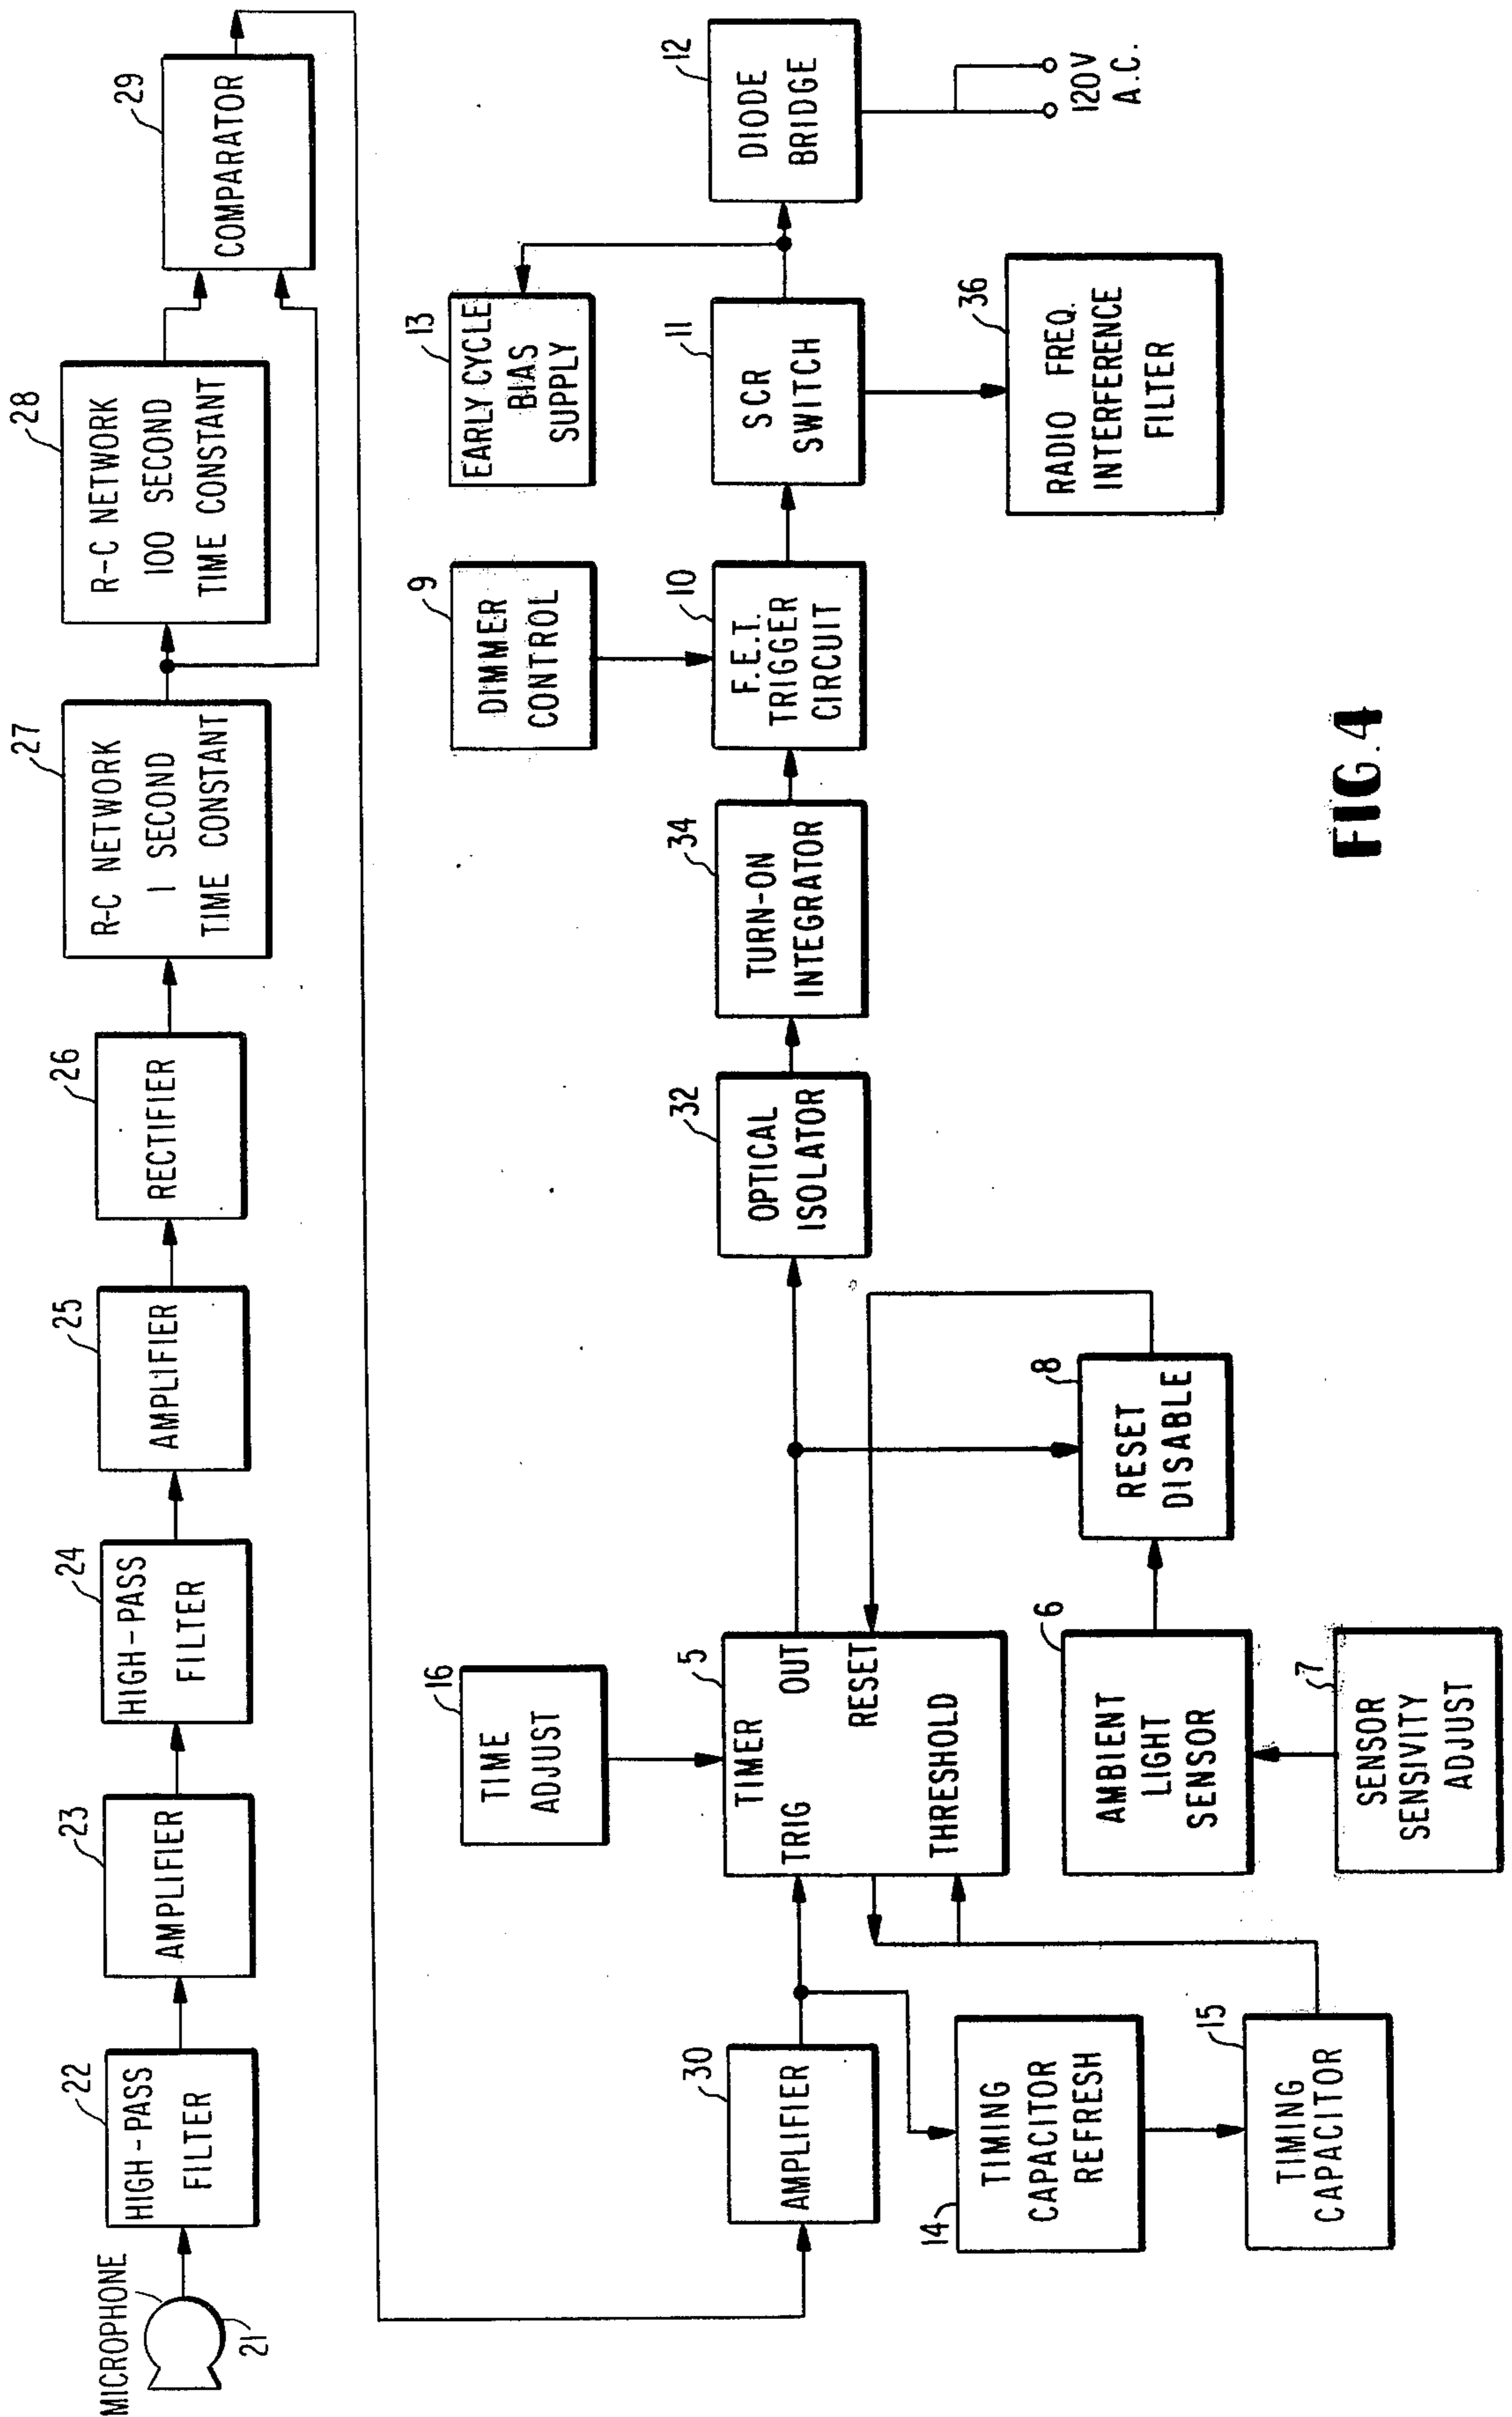 MICROPHONE
21
22
HIGH-PASS
FILTER
23
AMPLIFIER
24
HIGH-PASS
FILTER
25
AMPLIFIER
26
RECTIFIER
27
R-C NETWORK
1 SECOND
TIME CONSTANT
28
R-C NETWORK
100 SECOND
TIME CONSTANT
29
COMPARATOR
30
AMPLIFIER
14
TIMING
CAPACITOR
REFRESH
15
TIMING
CAPACITOR
16
TIME
ADJUST
5
TIMER
TRIG
OUT
RESET
THRESHOLD
6
AMBIENT
LIGHT
SENSOR
7
SENSOR
SENSIVITY
ADJUST
8
RESET
DISABLE
32
OPTICAL
ISOLATOR
34
TURN-ON
INTEGRATOR
9
DIMMER
CONTROL
10
F.E.T.
TRIGGER
CIRCUIT
13
EARLY CYCLE
BIAS
SUPPLY
11
SCR
SWITCH
36
RADIO FREQ.
INTERFERENCE
FILTER
12
DIODE
BRIDGE
120V
A.C.
FIG. 4